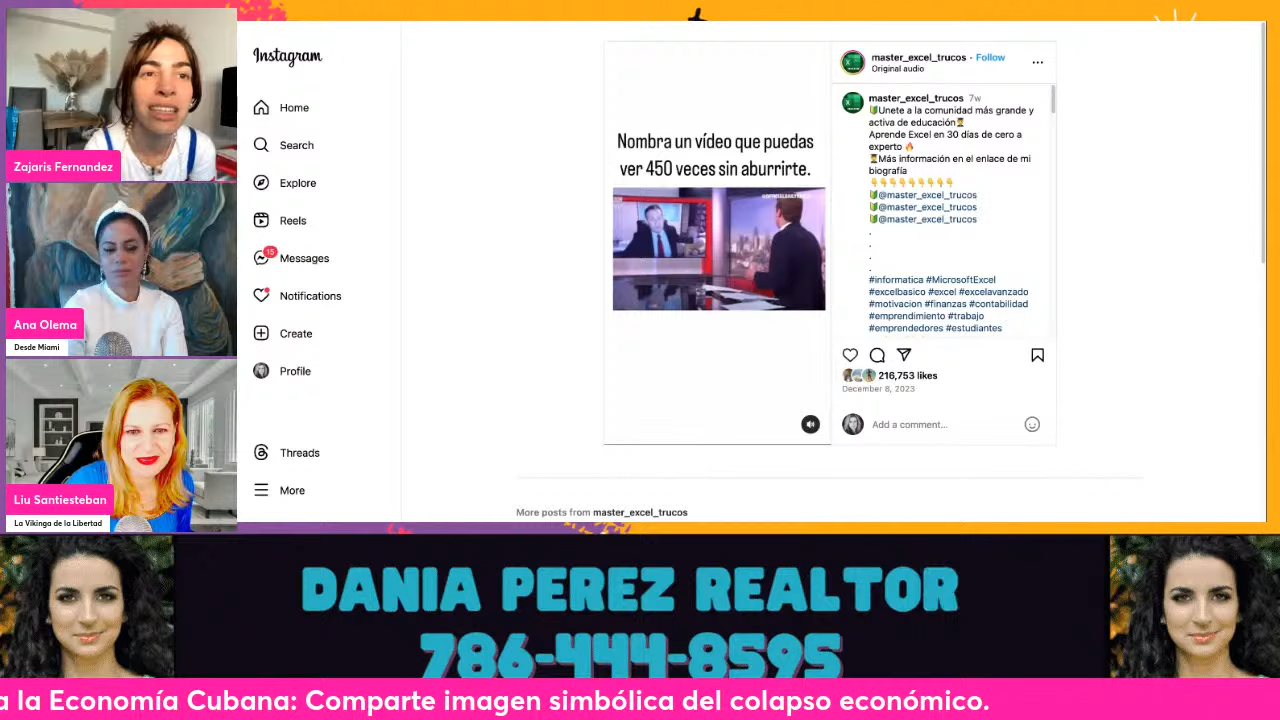 Zajaris Fernandez
Ana Olema
Desde Miami
Liu Santiesteban
La Vikinga de la Libertad
Instagram
Home
Search
Explore
Reels
15
Messages
Notifications
Create
Profile
Threads
More
Nombra un vídeo que puedas
ver 450 veces sin aburrirte.
master_excel_trucos · Follow
Original audio
master_excel_trucos 7w
Unete a la comunidad más grande y
activa de educación
Aprende Excel en 30 días de cero a
experto
Más información en el enlace de mi
biografía
@master_excel_trucos
@master_excel_trucos
@master_excel_trucos
.
.
.
.
#informatica #MicrosoftExcel
#excelbasico #excel #excelavanzado
#motivacion #finanzas #contabilidad
#emprendimiento #trabajo
#emprendedores #estudiantes
216,753 likes
December 8, 2023
Add a comment...
More posts from master_excel_trucos
DANIA PEREZ REALTOR
786-444-8595
a la Economía Cubana: Comparte imagen simbólica del colapso económico.